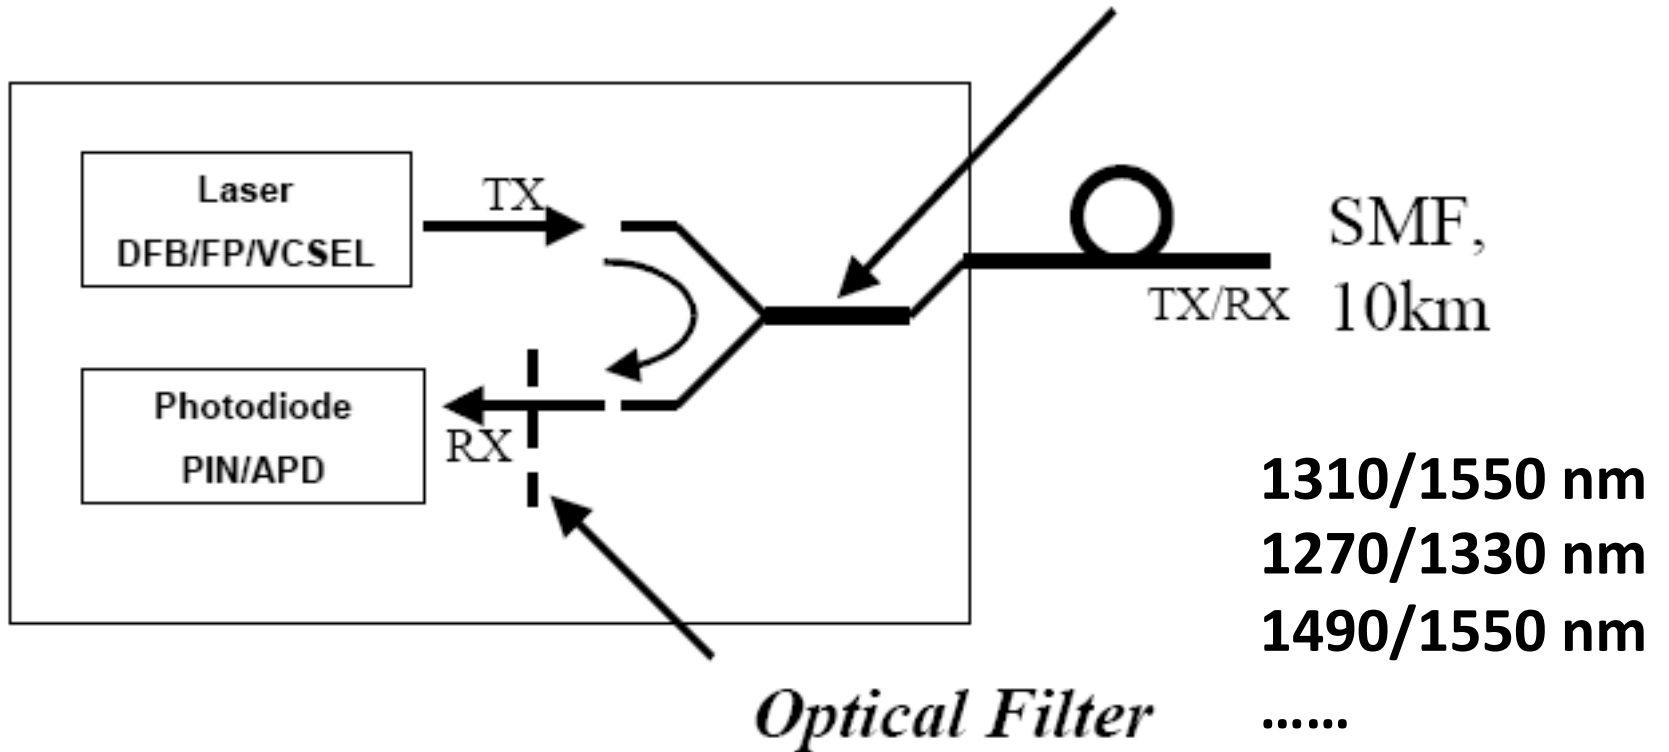 Laser
DFB/FP/VCSEL
TX
SMF,
10km
TX/RX
Photodiode
PIN/APD
RX
1310/1550 nm
1270/1330 nm
1490/1550 nm
Optical Filter
......